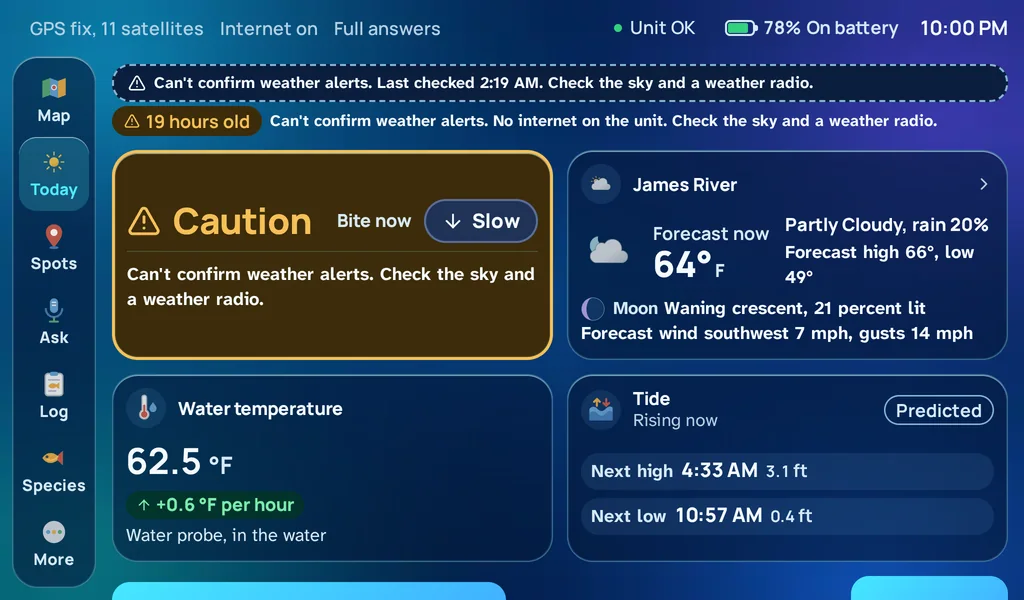 GPS fix, 11 satellites Internet on Full answers
Unit OK 78% On battery 10:00 PM
Can't confirm weather alerts. Last checked 2:19 AM. Check the sky and a weather radio.
19 hours old Can't confirm weather alerts. No internet on the unit. Check the sky and a weather radio.
Map
Today
Spots
Ask
Log
Species
More
Caution Bite now Slow
Can't confirm weather alerts. Check the sky and
a weather radio.
James River
Forecast now
64° F
Partly Cloudy, rain 20%
Forecast high 66°, low
49°
Moon Waning crescent, 21 percent lit
Forecast wind southwest 7 mph, gusts 14 mph
Water temperature
62.5 °F
+0.6 °F per hour
Water probe, in the water
Tide
Rising now
Predicted
Next high 4:33 AM 3.1 ft
Next low 10:57 AM 0.4 ft